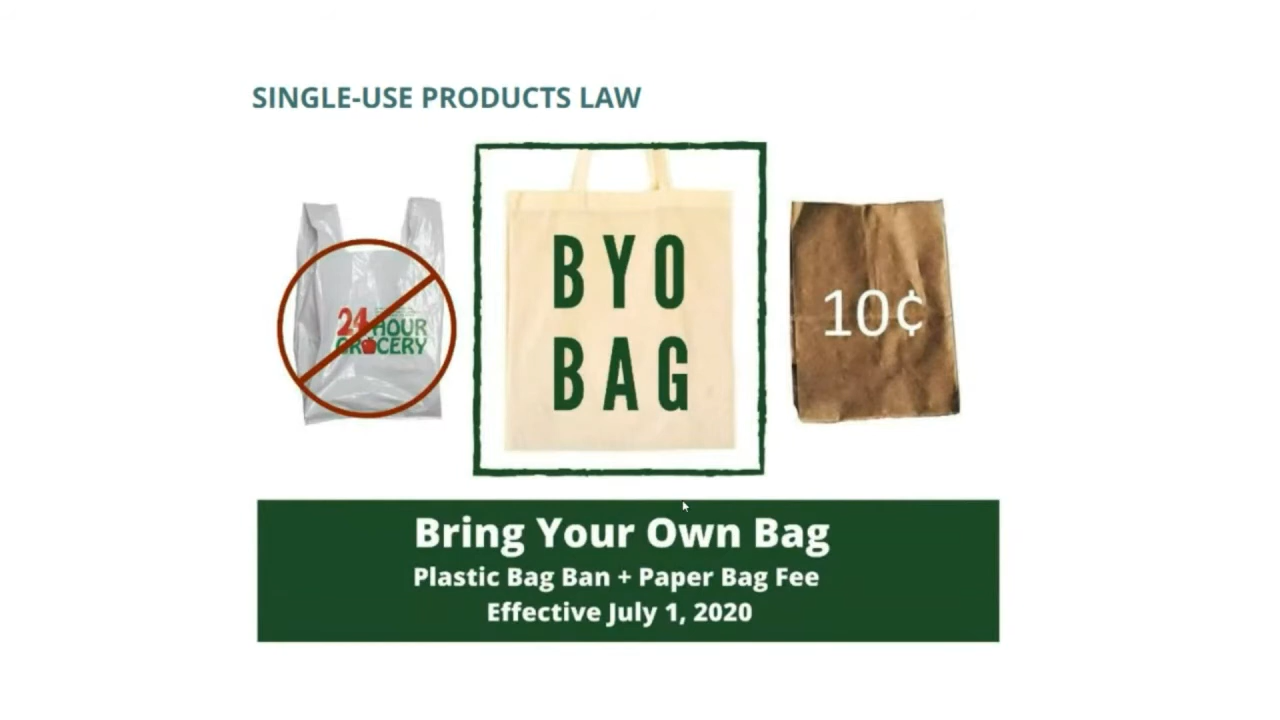 SINGLE-USE PRODUCTS LAW
24 HOUR
GROCERY
BYO
BAG
10¢
Bring Your Own Bag
Plastic Bag Ban + Paper Bag Fee
Effective July 1, 2020